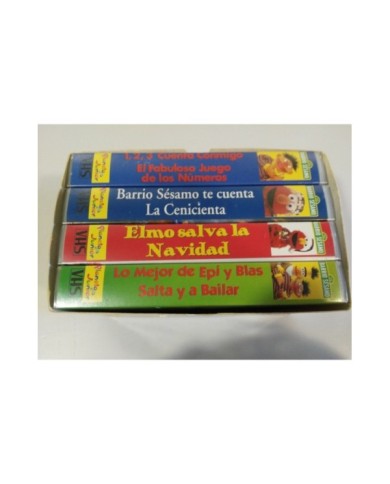 1, 2, 3 Cuenta Conmigo
El Fabuloso Juego
de los Números
VHS
Barrio Sésamo te cuenta
La Cenicienta
VHS
Elmo salva la
Navidad
VHS
Lo Mejor de Epi y Blas
Salta y a Bailar
VHS